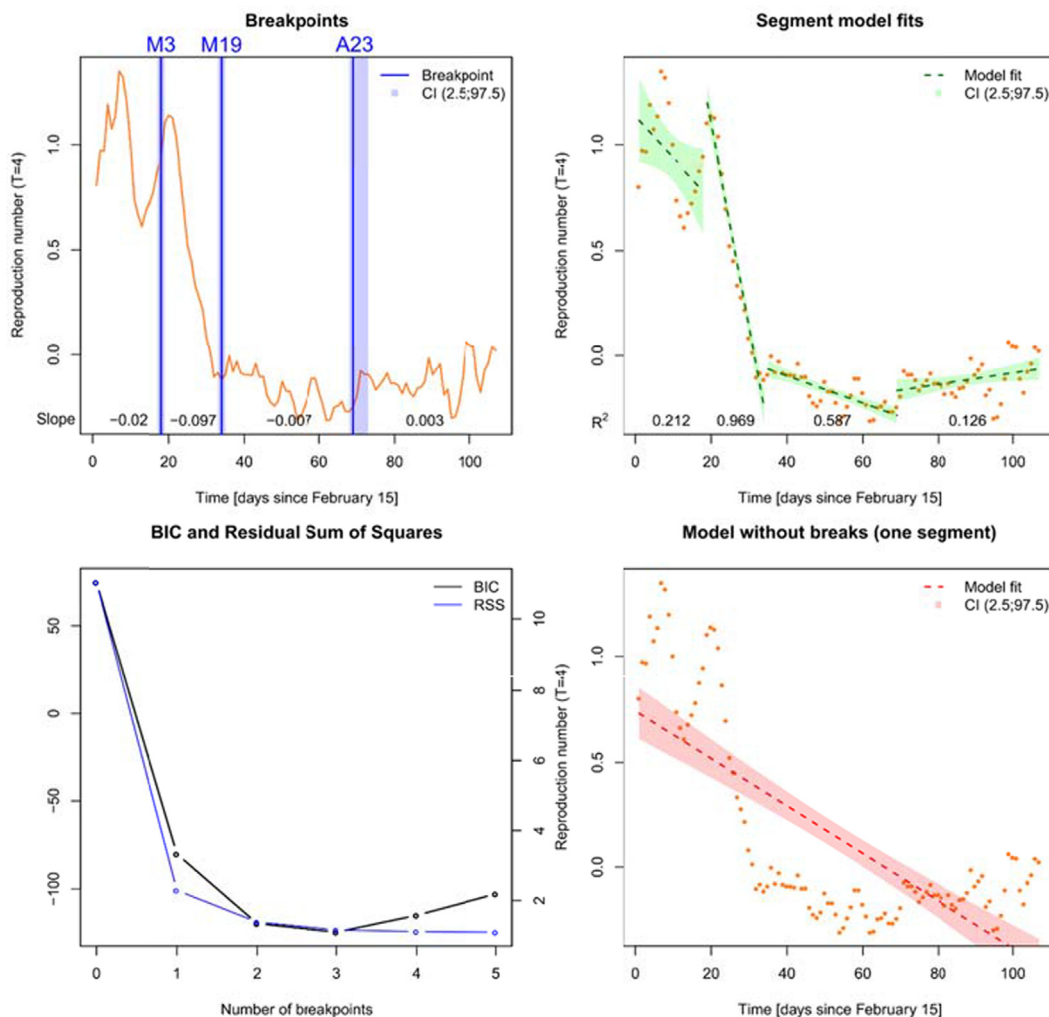 Breakpoints
M3 M19 A23
Breakpoint
CI (2.5;97.5)
Reproduction number (T=4)
1.0
0.5
0.0
Slope −0.02 −0.097 −0.007 0.003
0 20 40 60 80 100
Time [days since February 15]
Segment model fits
Model fit
CI (2.5;97.5)
Reproduction number (T=4)
1.0
0.5
0.0
R² 0.212 0.969 0.587 0.126
0 20 40 60 80 100
Time [days since February 15]
BIC and Residual Sum of Squares
BIC
RSS
50
0
−50
−100
10
8
6
4
2
0 1 2 3 4 5
Number of breakpoints
Model without breaks (one segment)
Model fit
CI (2.5;97.5)
Reproduction number (T=4)
1.0
0.5
0.0
0 20 40 60 80 100
Time [days since February 15]